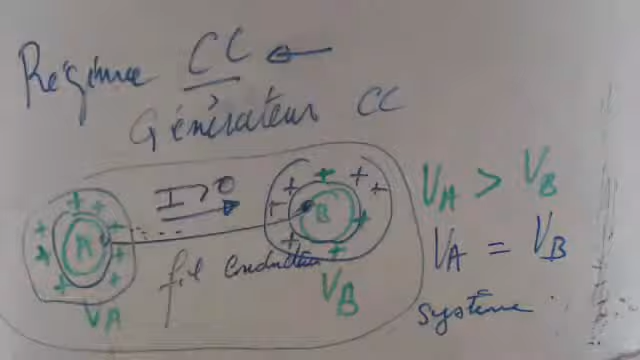 Régime CC
Générateur CC
I > 0
A
B
fil conducteur
VA
VB
VA > VB
VA = VB
système